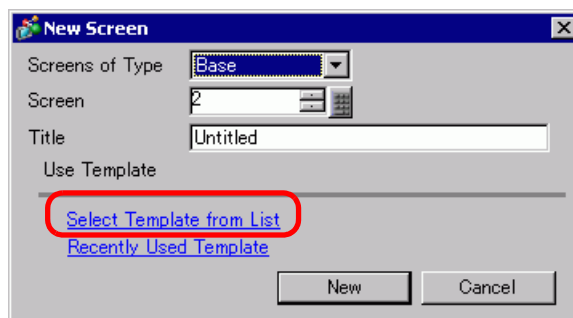 New Screen
Screens of Type Base
Screen 2
Title Untitled
Use Template
Select Template from List
Recently Used Template
New Cancel